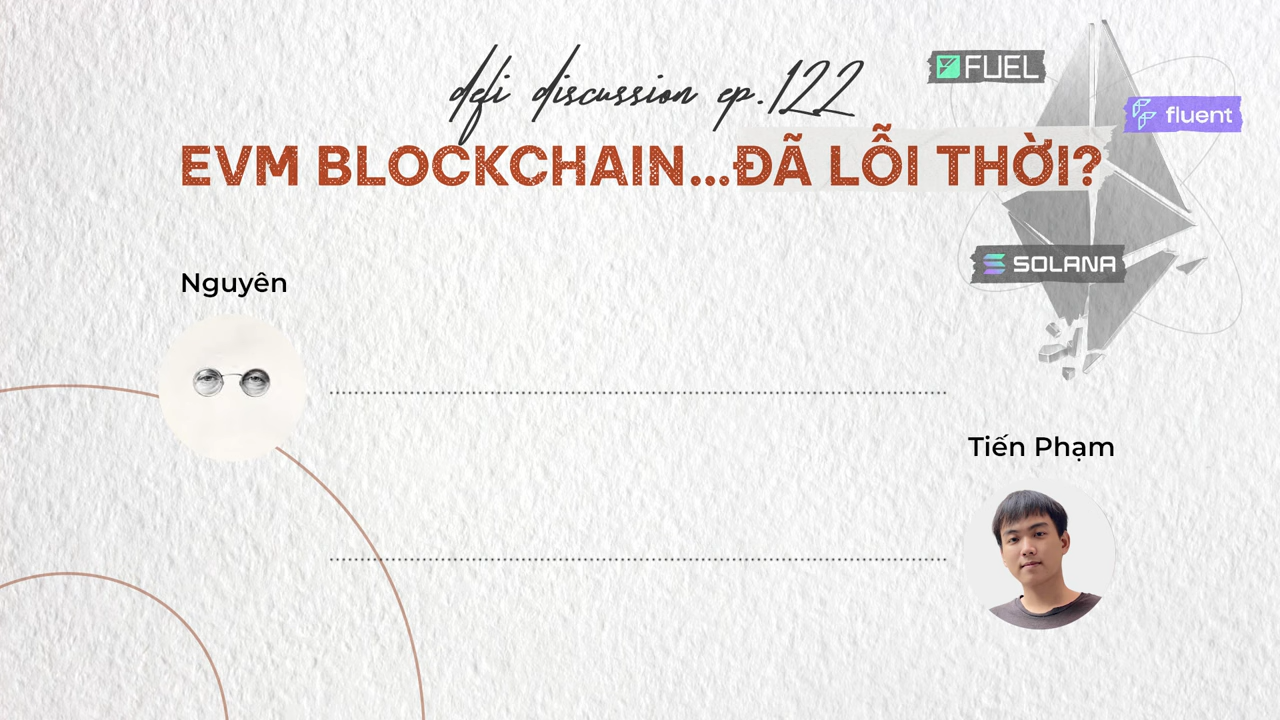 defi discussion ep.122
FUEL
fluent
EVM BLOCKCHAIN...ĐÃ LỖI THỜI?
SOLANA
Nguyên
Tiến Phạm